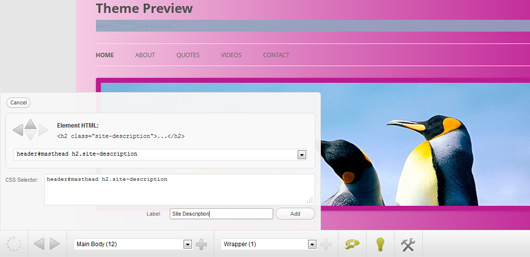 Theme Preview
HOME ABOUT QUOTES VIDEOS CONTACT
Cancel
Element HTML:
<h2 class="site-description">...</h2>
header#masthead h2.site-description
CSS Selector: header#masthead h2.site-description
Label: Site Description Add
Main Body (12) Wrapper (1)